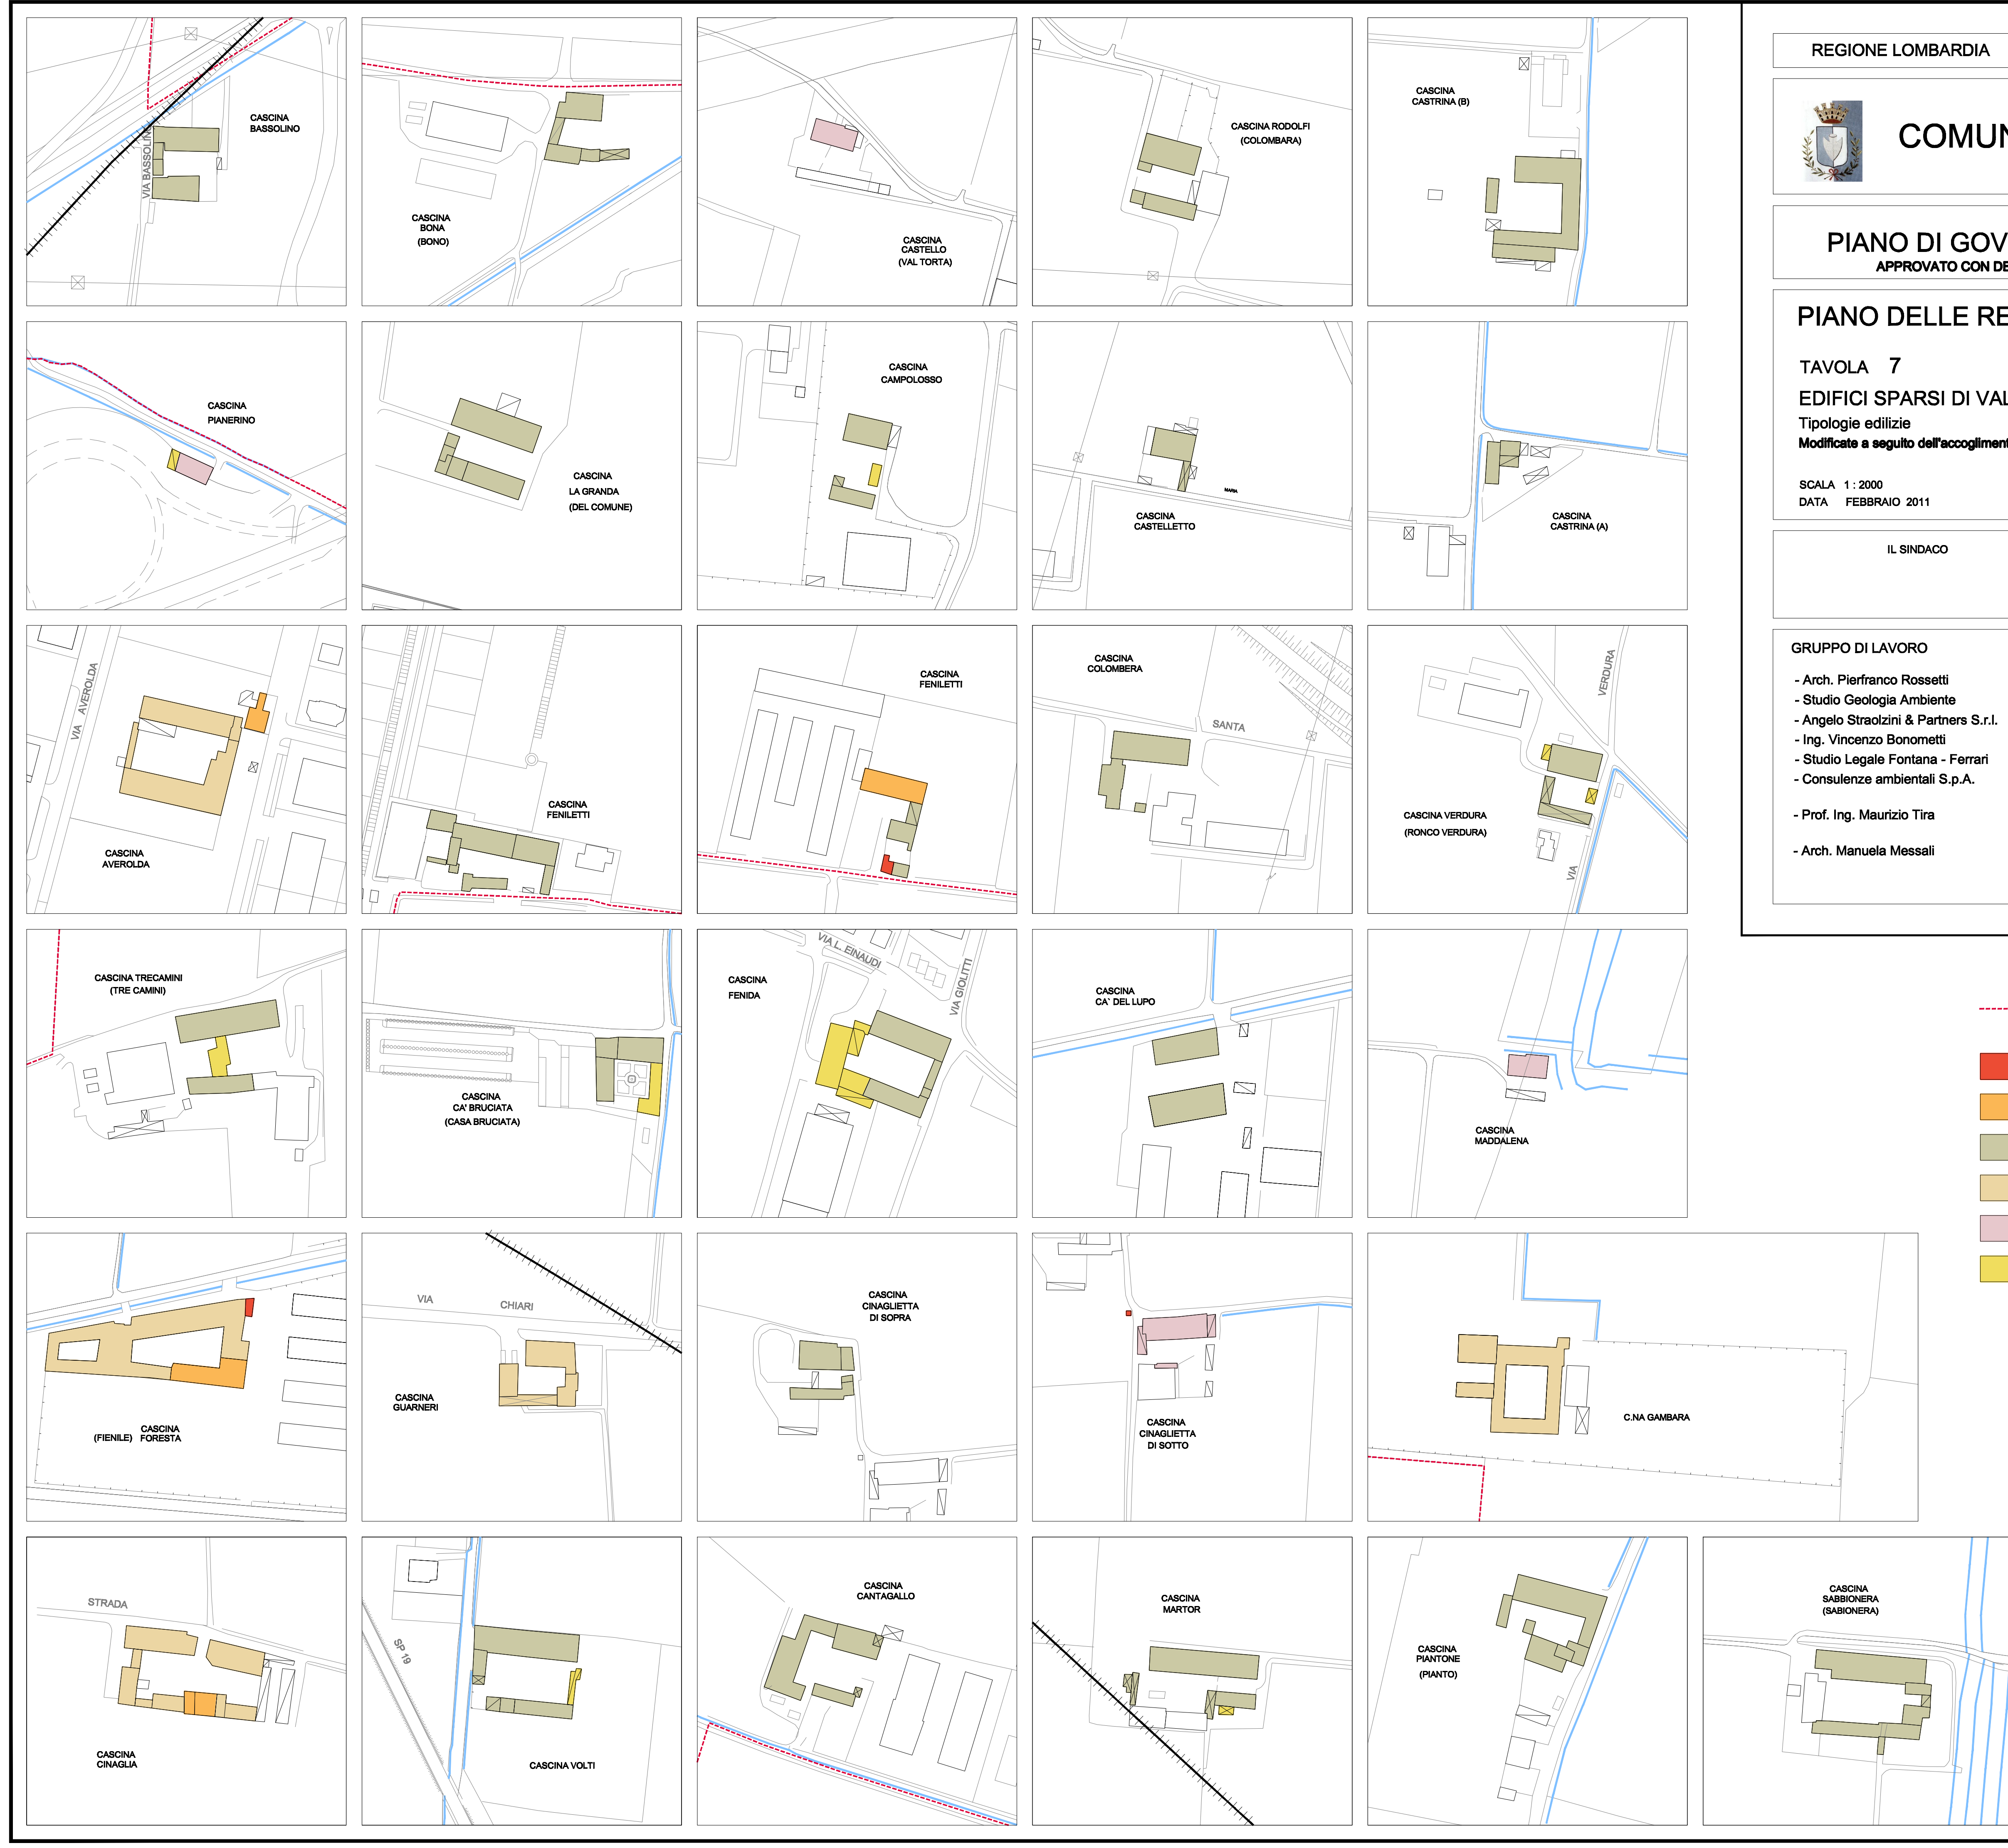 CASCINA
BASSOLINO
VIA BASSOLINO
CASCINA
BONA
(BONO)
CASCINA
CASTELLO
(VAL TORTA)
CASCINA RODOLFI
(COLOMBARA)
CASCINA
CASTRINA (B)
REGIONE LOMBARDIA
COMUN
PIANO DI GOV
APPROVATO CON DE
PIANO DELLE RE
TAVOLA 7
EDIFICI SPARSI DI VAL
Tipologie edilizie
Modificate a seguito dell'accogliment
SCALA 1 : 2000
DATA FEBBRAIO 2011
IL SINDACO
GRUPPO DI LAVORO
- Arch. Pierfranco Rossetti
- Studio Geologia Ambiente
- Angelo Straolzini & Partners S.r.l.
- Ing. Vincenzo Bonometti
- Studio Legale Fontana - Ferrari
- Consulenze ambientali S.p.A.
- Prof. Ing. Maurizio Tira
- Arch. Manuela Messali
CASCINA
PIANERINO
CASCINA
LA GRANDA
(DEL COMUNE)
CASCINA
CAMPOLOSSO
MARIA
CASCINA
CASTELLETTO
CASCINA
CASTRINA (A)
VIA AVEROLDA
CASCINA
AVEROLDA
CASCINA
FENILETTI
CASCINA
FENILETTI
CASCINA
COLOMBERA
SANTA
VERDURA
CASCINA VERDURA
(RONCO VERDURA)
VIA
CASCINA TRECAMINI
(TRE CAMINI)
CASCINA
CA' BRUCIATA
(CASA BRUCIATA)
VIA L. EINAUDI
VIA GIOLITTI
CASCINA
FENIDA
CASCINA
CA` DEL LUPO
CASCINA
MADDALENA
CASCINA
(FIENILE) FORESTA
VIA CHIARI
CASCINA
GUARNERI
CASCINA
CINAGLIETTA
DI SOPRA
CASCINA
CINAGLIETTA
DI SOTTO
C.NA GAMBARA
STRADA
CASCINA
CINAGLIA
SP 19
CASCINA VOLTI
CASCINA
CANTAGALLO
CASCINA
MARTOR
CASCINA
PIANTONE
(PIANTO)
CASCINA
SABBIONERA
(SABIONERA)